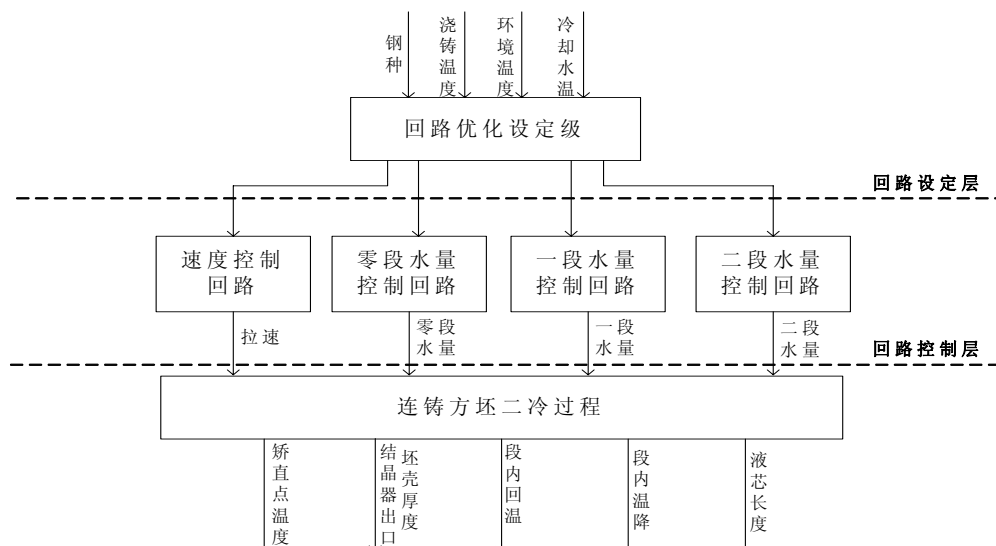 钢种
浇铸温度
环境温度
冷却水温
回路优化设定级
回路设定层
速度控制
回路
零段水量
控制回路
一段水量
控制回路
二段水量
控制回路
拉速
零段
水量
一段
水量
二段
水量
回路控制层
连铸方坯二冷过程
矫直点温度
结晶器出口
坯壳厚度
段内回温
段内温降
液芯长度